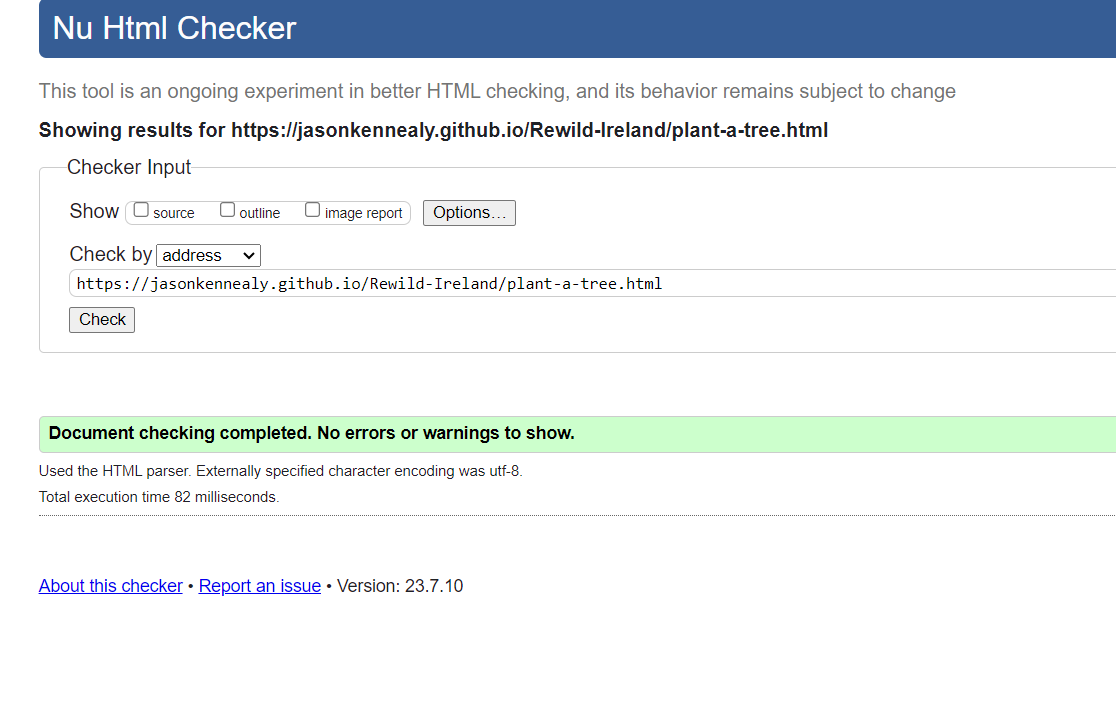 Nu Html Checker
This tool is an ongoing experiment in better HTML checking, and its behavior remains subject to change
Showing results for https://jasonkennealy.github.io/Rewild-Ireland/plant-a-tree.html
Checker Input
Show source outline image report Options...
Check by address
https://jasonkennealy.github.io/Rewild-Ireland/plant-a-tree.html
Check
Document checking completed. No errors or warnings to show.
Used the HTML parser. Externally specified character encoding was utf-8.
Total execution time 82 milliseconds.
About this checker • Report an issue • Version: 23.7.10